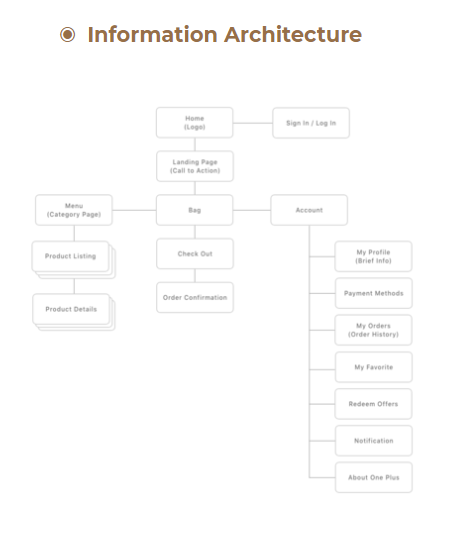 Information Architecture
Home
(Logo)
Sign In / Log In
Landing Page
(Call to Action)
Menu
(Category Page)
Bag
Account
Product Listing
Check Out
My Profile
(Brief Info)
Product Details
Order Confirmation
Payment Methods
My Orders
(Order History)
My Favorite
Redeem Offers
Notification
About One Plus